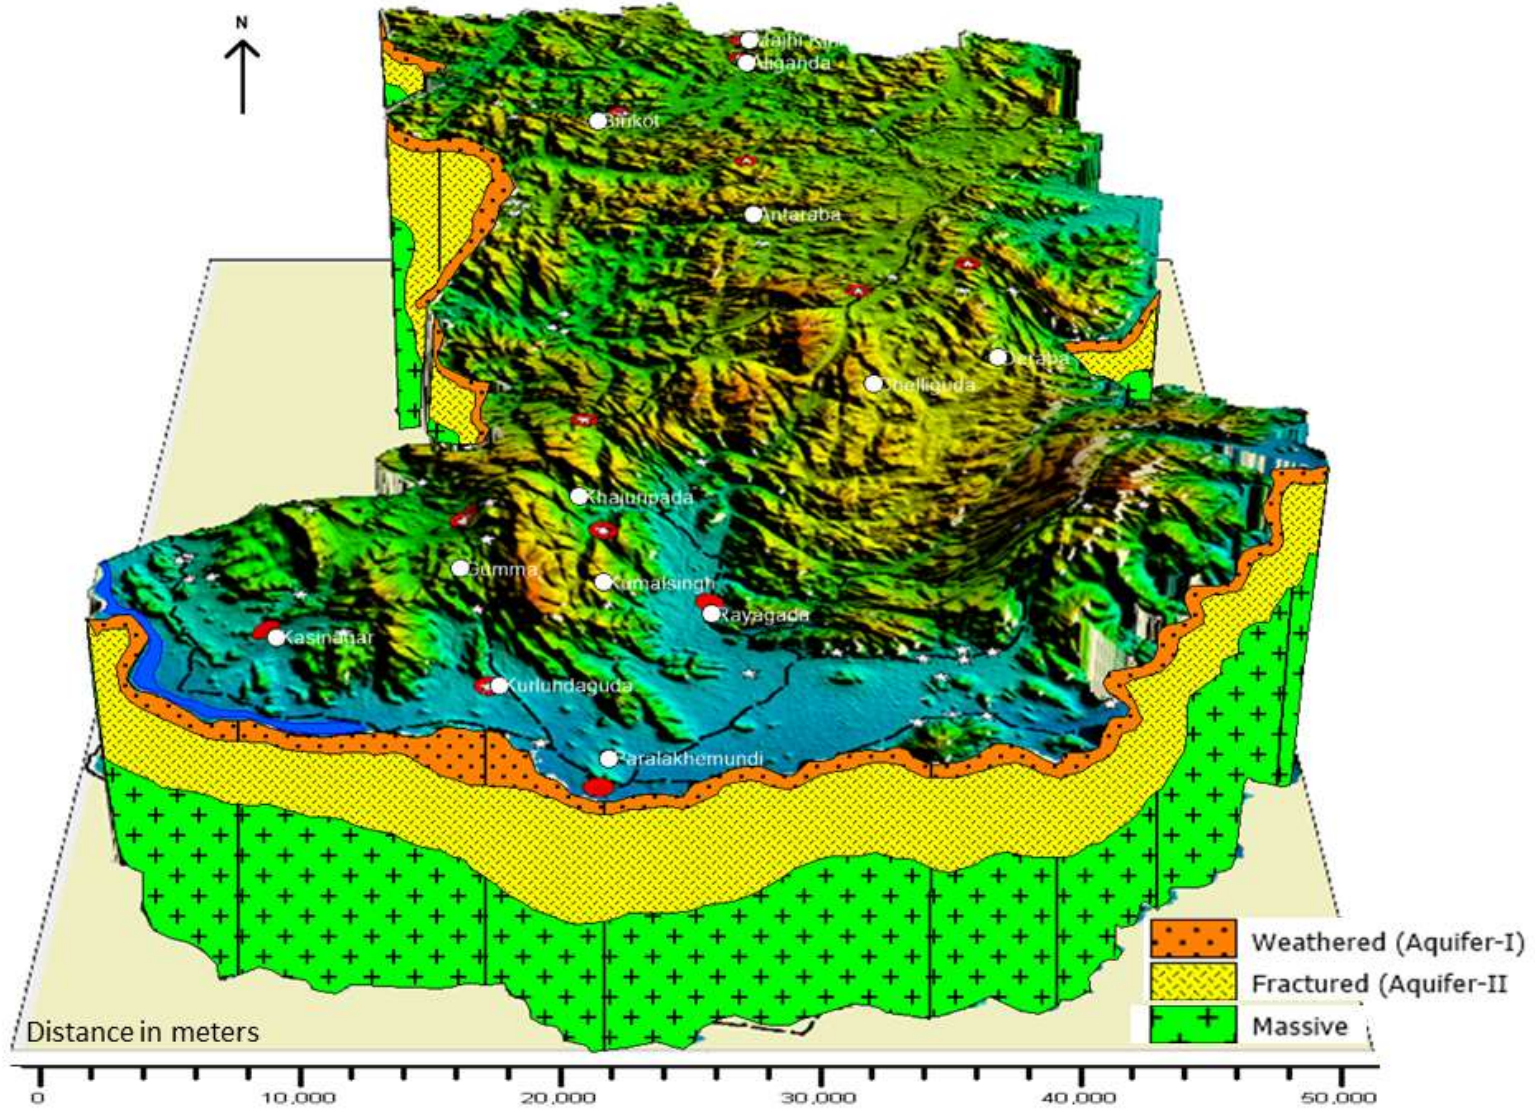 N
Aliganda
Birikot
Antaraba
Deraba
Chelliguda
Khajuripada
Gumma
Kumalsingh
Rayagada
Kasinagar
Kurlundaguda
Paralakhemundi
Weathered (Aquifer-I)
Fractured (Aquifer-II
Massive
Distance in meters
0 10.000 20.000 30.000 40.000 50.000